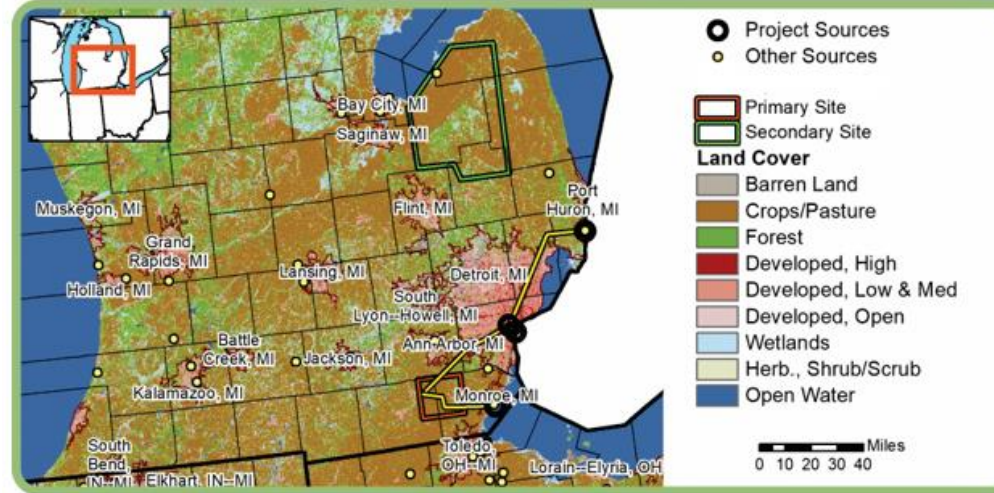 Project Sources
Other Sources
Primary Site
Secondary Site
Land Cover
Barren Land
Crops/Pasture
Forest
Developed, High
Developed, Low & Med
Developed, Open
Wetlands
Herb., Shrub/Scrub
Open Water
Miles
0 10 20 30 40
Bay City, MI
Saginaw, MI
Muskegon, MI
Flint, MI
Port
Huron, MI
Grand
Rapids, MI
Holland, MI
Lansing, MI
Detroit, MI
South
Lyon--Howell, MI
Ann Arbor, MI
Battle
Creek, MI
Jackson, MI
Kalamazoo, MI
Monroe, MI
South
Bend,
IN--MI
Elkhart, IN--MI
Toledo,
OH--MI
Lorain--Elyria, OH